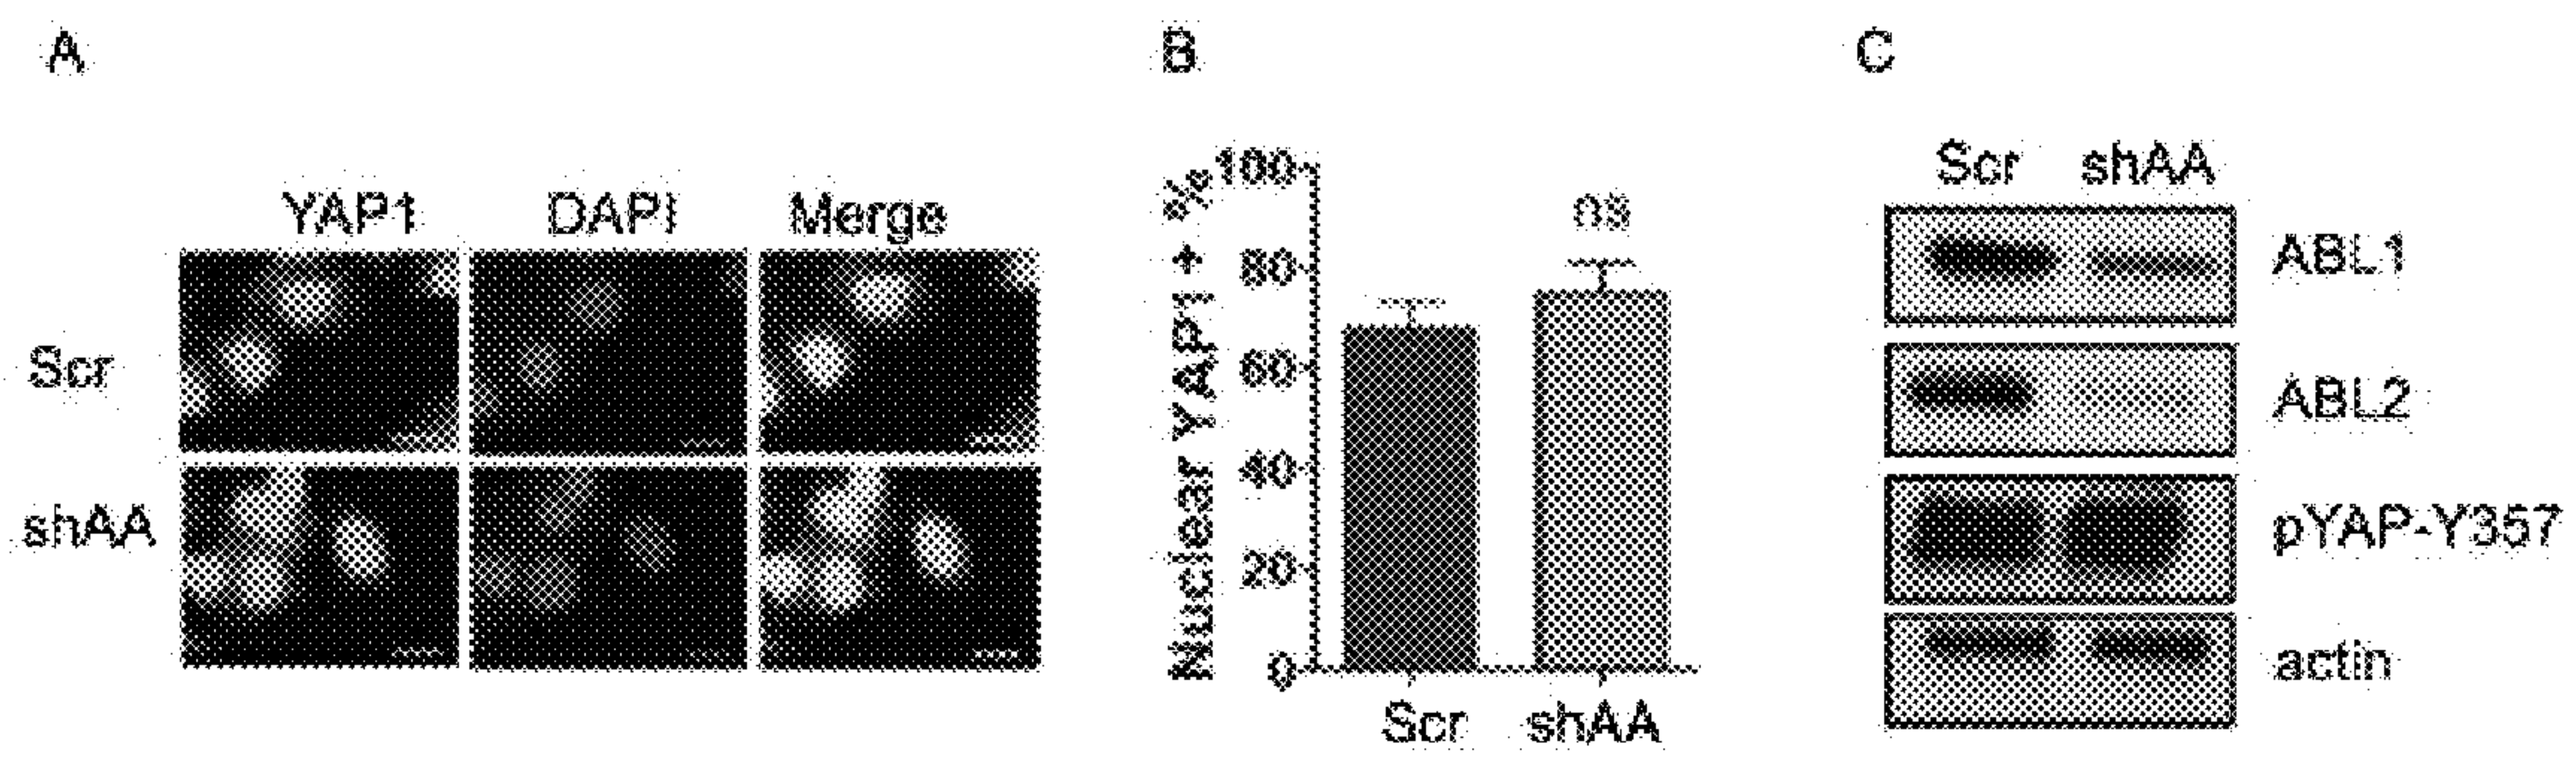 A
YAP1 DAPI Merge
Scr
shAA
B
Nuclear YAP1 + %
100
80
60
40
20
0
ns
Scr shAA
C
Scr shAA
ABL1
ABL2
pYAP-Y357
actin